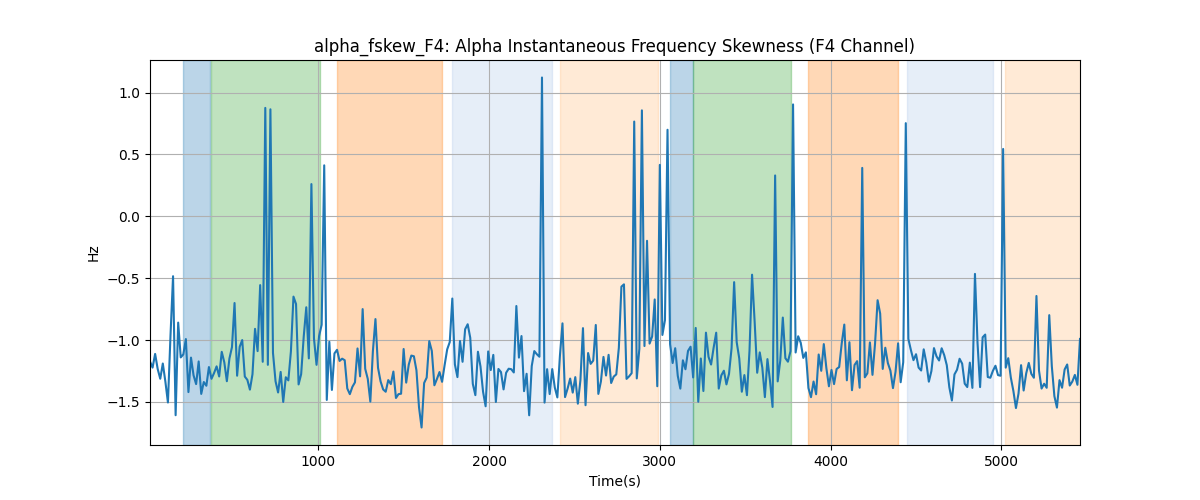 alpha_fskew_F4: Alpha Instantaneous Frequency Skewness (F4 Channel)
1.0
0.5
0.0
−0.5
−1.0
−1.5
Hz
1000 2000 3000 4000 5000
Time(s)